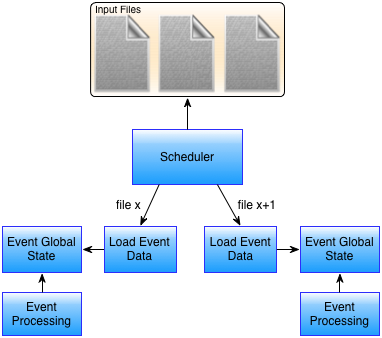 Input Files
Scheduler
file x
file x+1
Event Global
State
Load Event
Data
Load Event
Data
Event Global
State
Event
Processing
Event
Processing